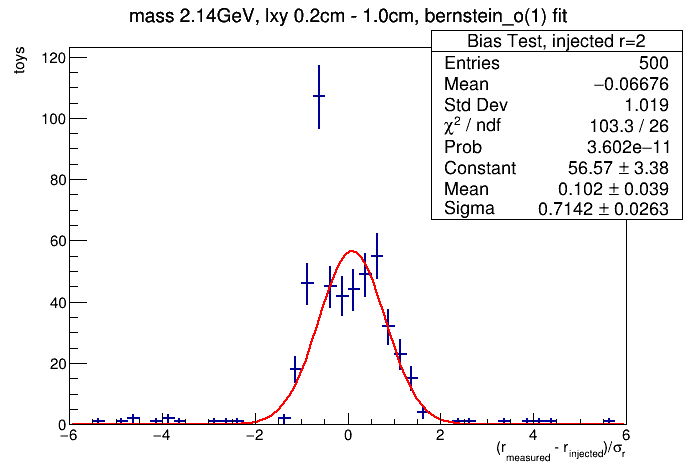 mass 2.14GeV, lxy 0.2cm - 1.0cm, bernstein_o(1) fit
toys
Bias Test, injected r=2
Entries 500
Mean −0.06676
Std Dev 1.019
χ² / ndf 103.3 / 26
Prob 3.602e−11
Constant 56.57 ± 3.38
Mean 0.102 ± 0.039
Sigma 0.7142 ± 0.0263
120
100
80
60
40
20
0
−6 −4 −2 0 2 4 6
(r_measured - r_injected)/σ_r